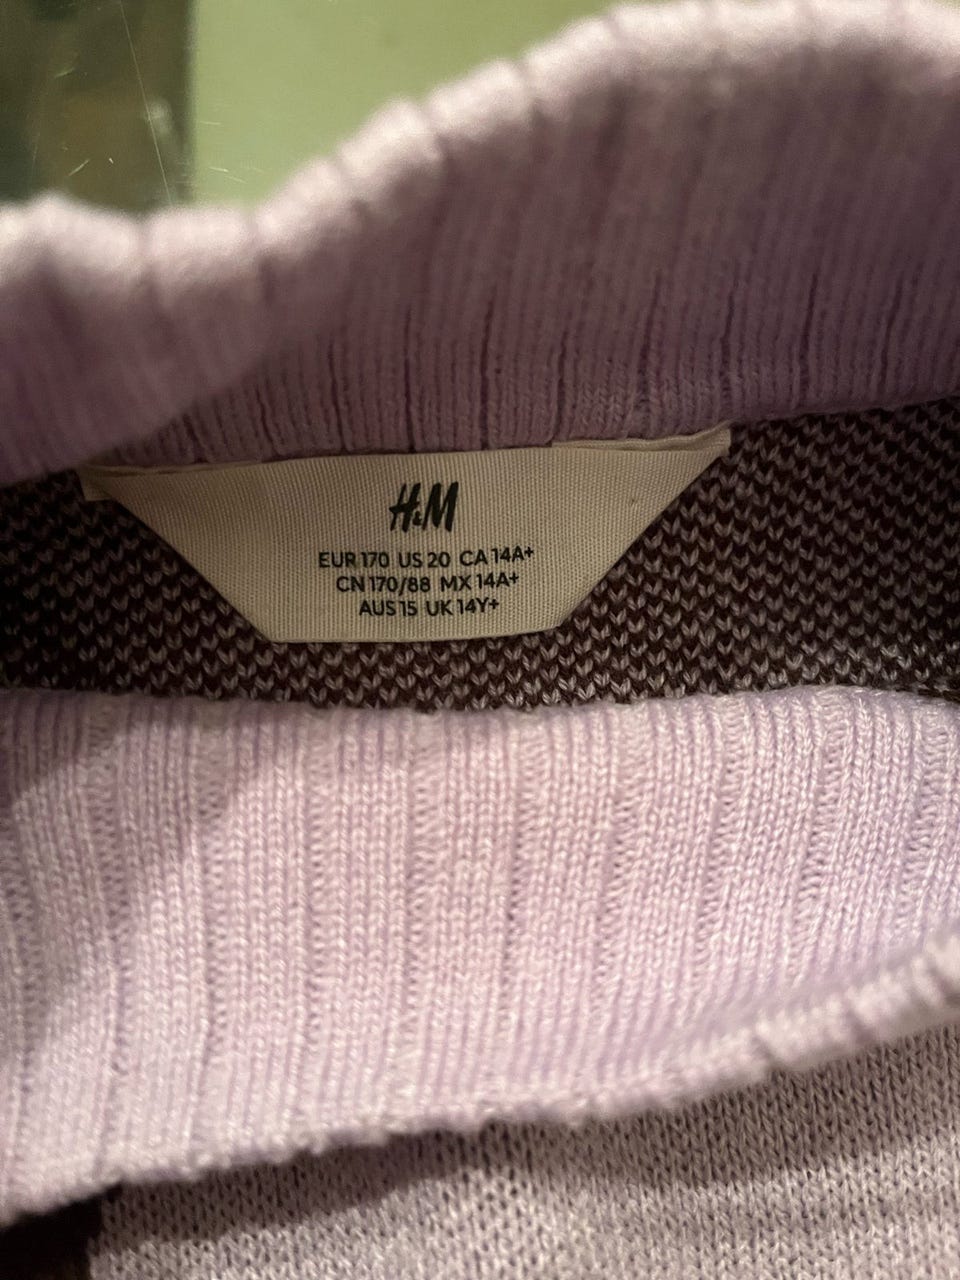 H&M
EUR 170 US 20 CA 14A+
CN 170/88 MX 14A+
AUS 15 UK 14Y+